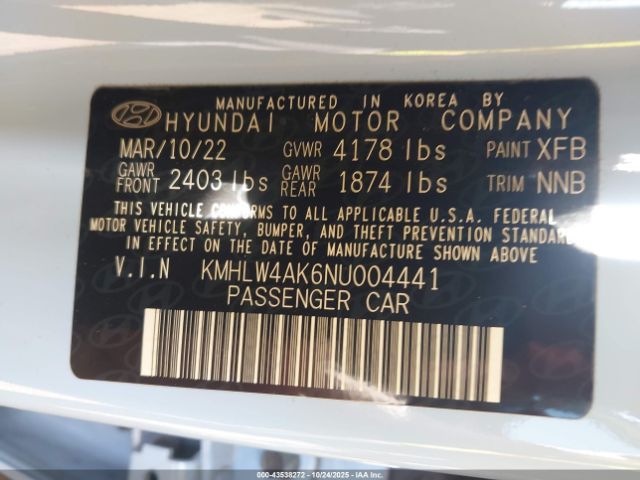 MANUFACTURED IN KOREA BY
HYUNDAI MOTOR COMPANY
MAR/10/22 GVWR 4178 lbs PAINT XFB
GAWR FRONT 2403 lbs GAWR REAR 1874 lbs TRIM NNB
THIS VEHICLE CONFORMS TO ALL APPLICABLE U.S.A. FEDERAL
MOTOR VEHICLE SAFETY, BUMPER, AND THEFT PREVENTION STANDARDS
IN EFFECT ON THE DATE OF MANUFACTURE SHOWN ABOVE.
V.I.N KMHLW4AK6NU004441
PASSENGER CAR
000-43538272 - 10/24/2025 - IAAI.COM